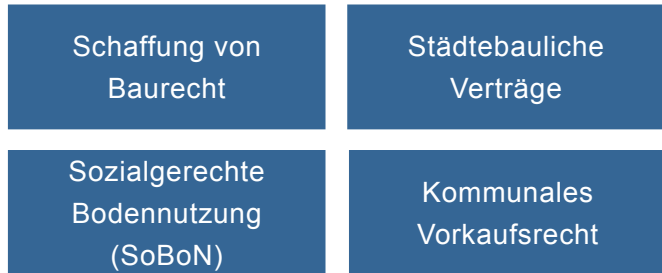 Schaffung von
Baurecht
Städtebauliche
Verträge
Sozialgerechte
Bodennutzung
(SoBoN)
Kommunales
Vorkaufsrecht